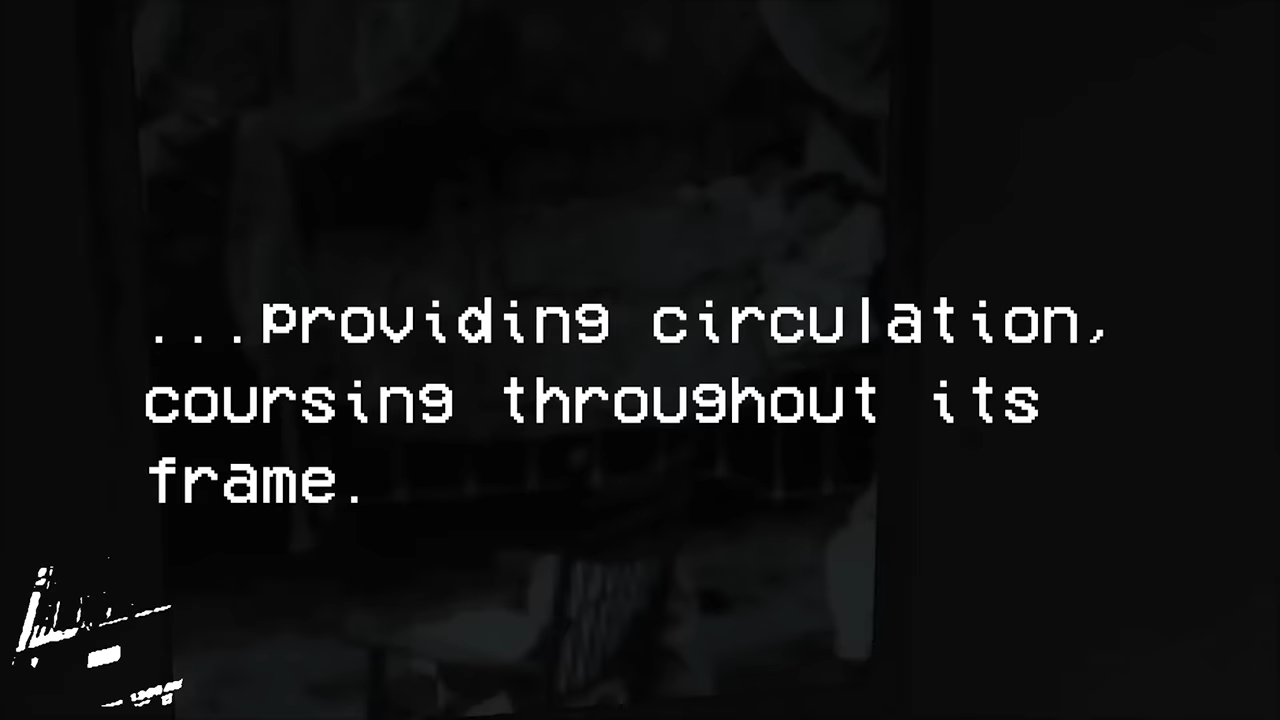 ...providing circulation,
coursing throughout its
frame.